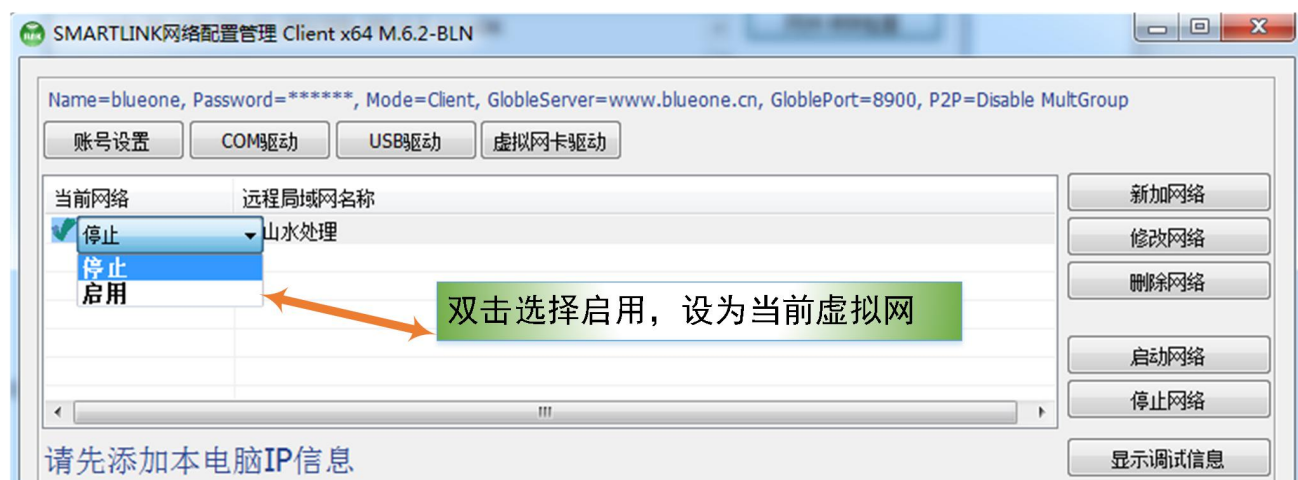 SMARTLINK网络配置管理 Client x64 M.6.2-BLN
Name=blueone, Password=******, Mode=Client, GlobleServer=www.blueone.cn, GloblePort=8900, P2P=Disable MultGroup
账号设置 COM驱动 USB驱动 虚拟网卡驱动
当前网络 远程局域网名称 新加网络
停止 山水处理 修改网络
停止 删除网络
启用
双击选择启用，设为当前虚拟网
启动网络
停止网络
请先添加本电脑IP信息 显示调试信息